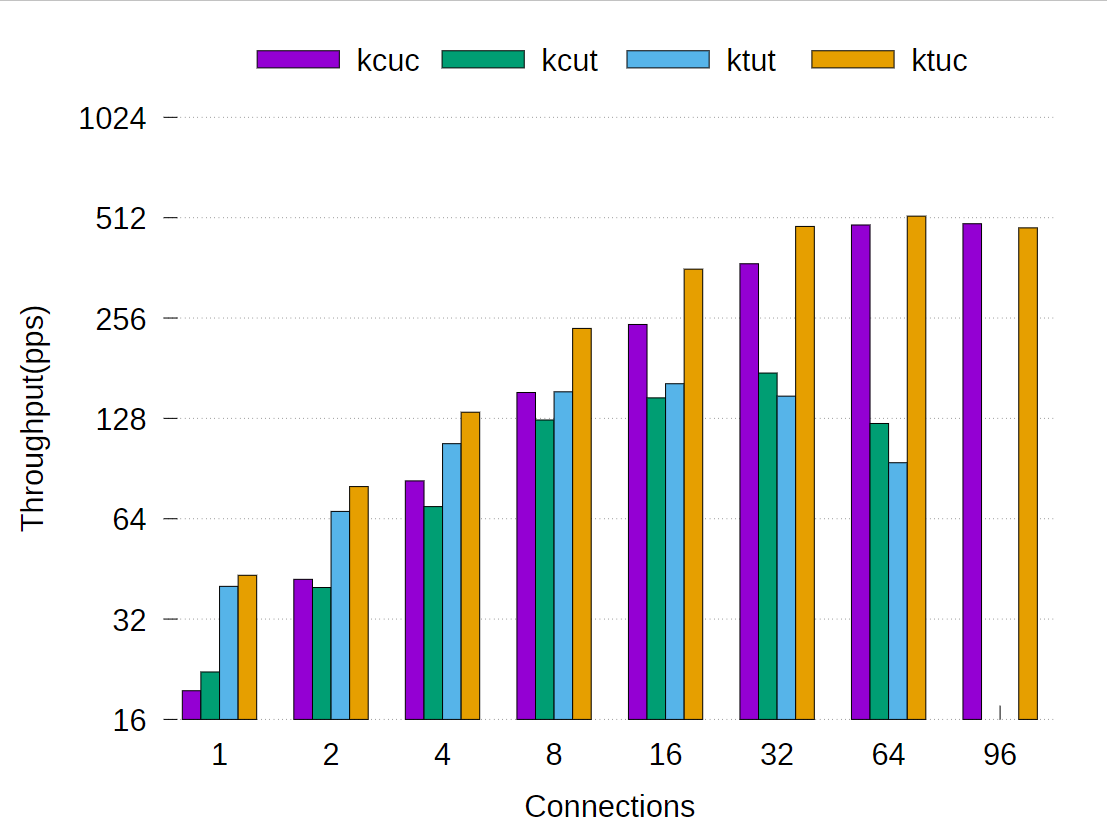 kcuc kcut ktut ktuc
1024
512
256
128
64
32
16
Throughput(pps)
1 2 4 8 16 32 64 96
Connections